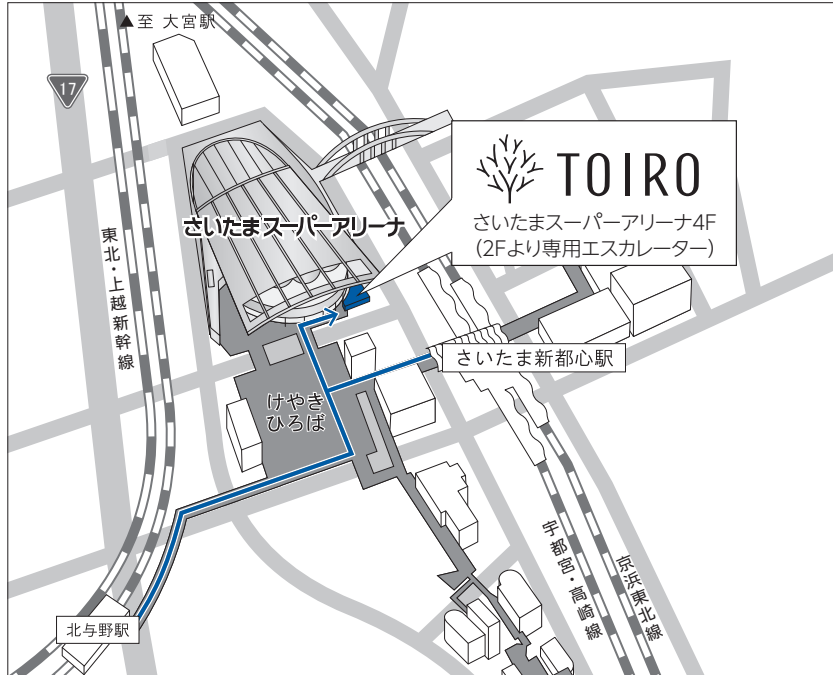 ▲至 大宮駅
17
TOIRO
さいたまスーパーアリーナ4F
(2Fより専用エスカレーター)
さいたまスーパーアリーナ
東北・上越新幹線
さいたま新都心駅
けやき
ひろば
宇都宮・高崎線
京浜東北線
北与野駅